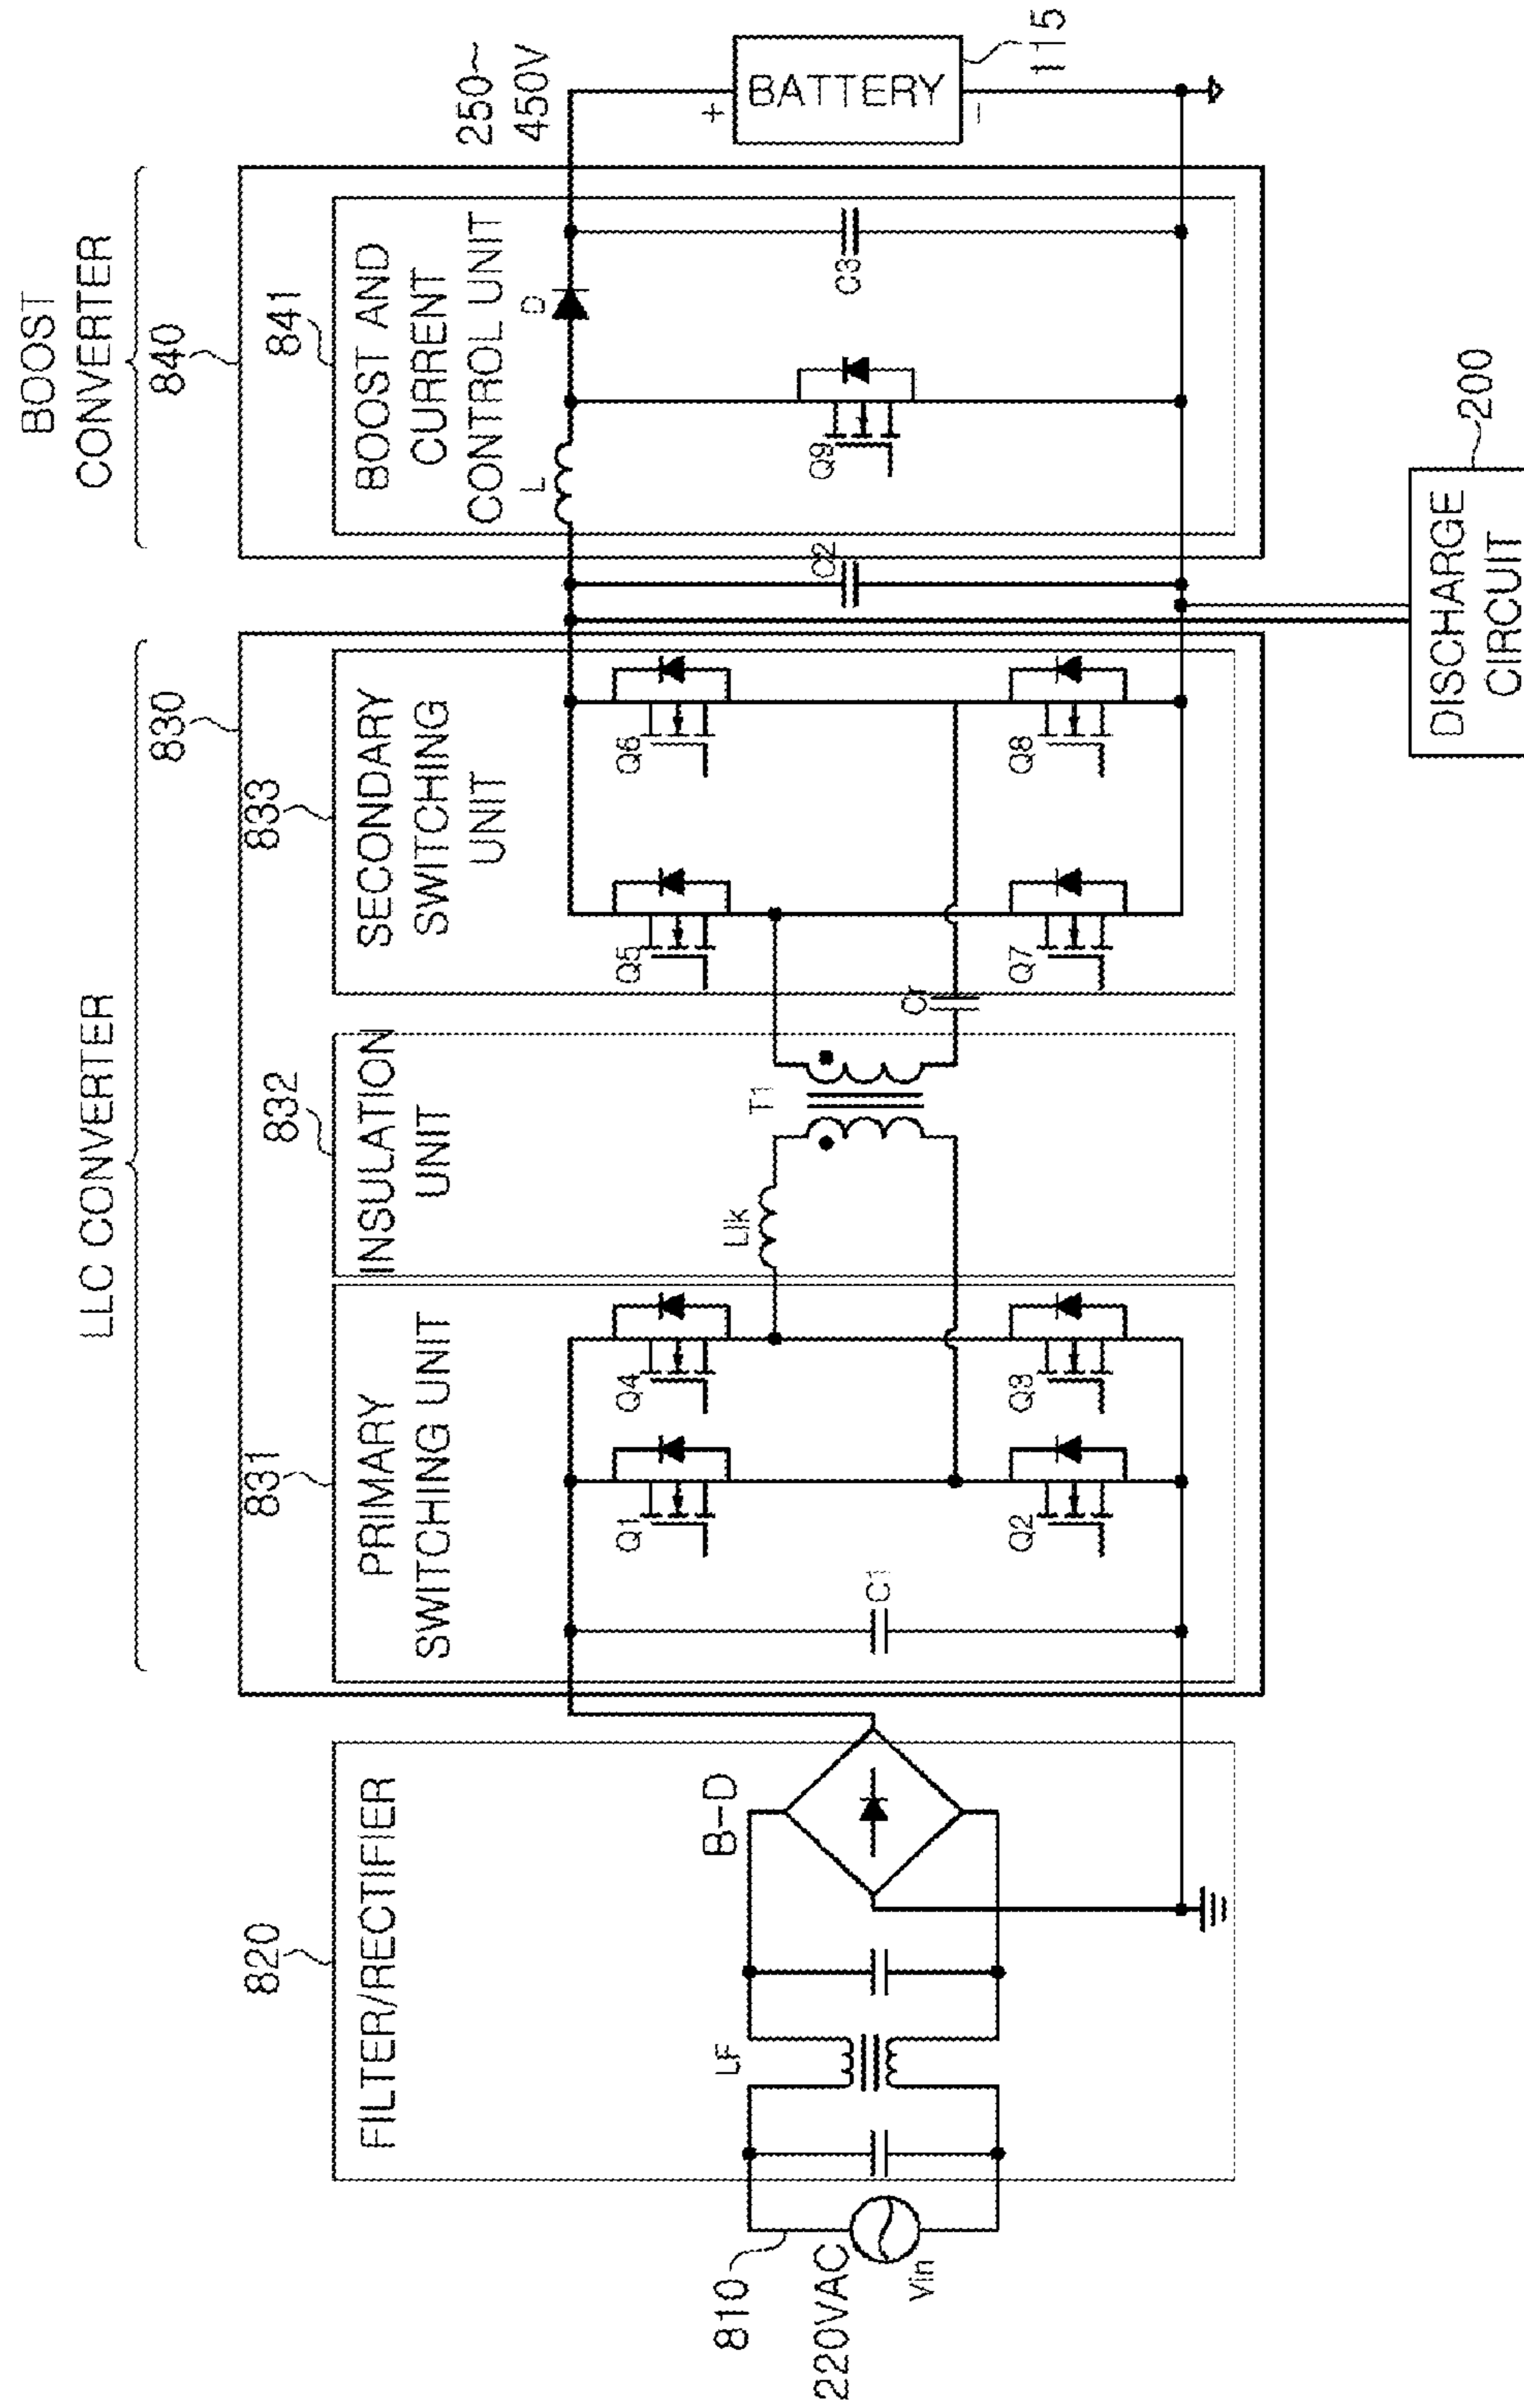 BOOST
CONVERTER
LLC CONVERTER
840
830
841
833
832
831
820
BOOST AND
CURRENT
CONTROL UNIT
SECONDARY
SWITCHING
UNIT
INSULATION
UNIT
PRIMARY
SWITCHING UNIT
FILTER/RECTIFIER
250~
450V
L
D
Q5
Q6
Q1
Q4
+
BATTERY
-
115
B-D
LF
Llk
T1
C1
Cr
C2
Q9
C3
Q2
Q3
Q7
Q8
810
220VAC
Vin
DISCHARGE
CIRCUIT
200